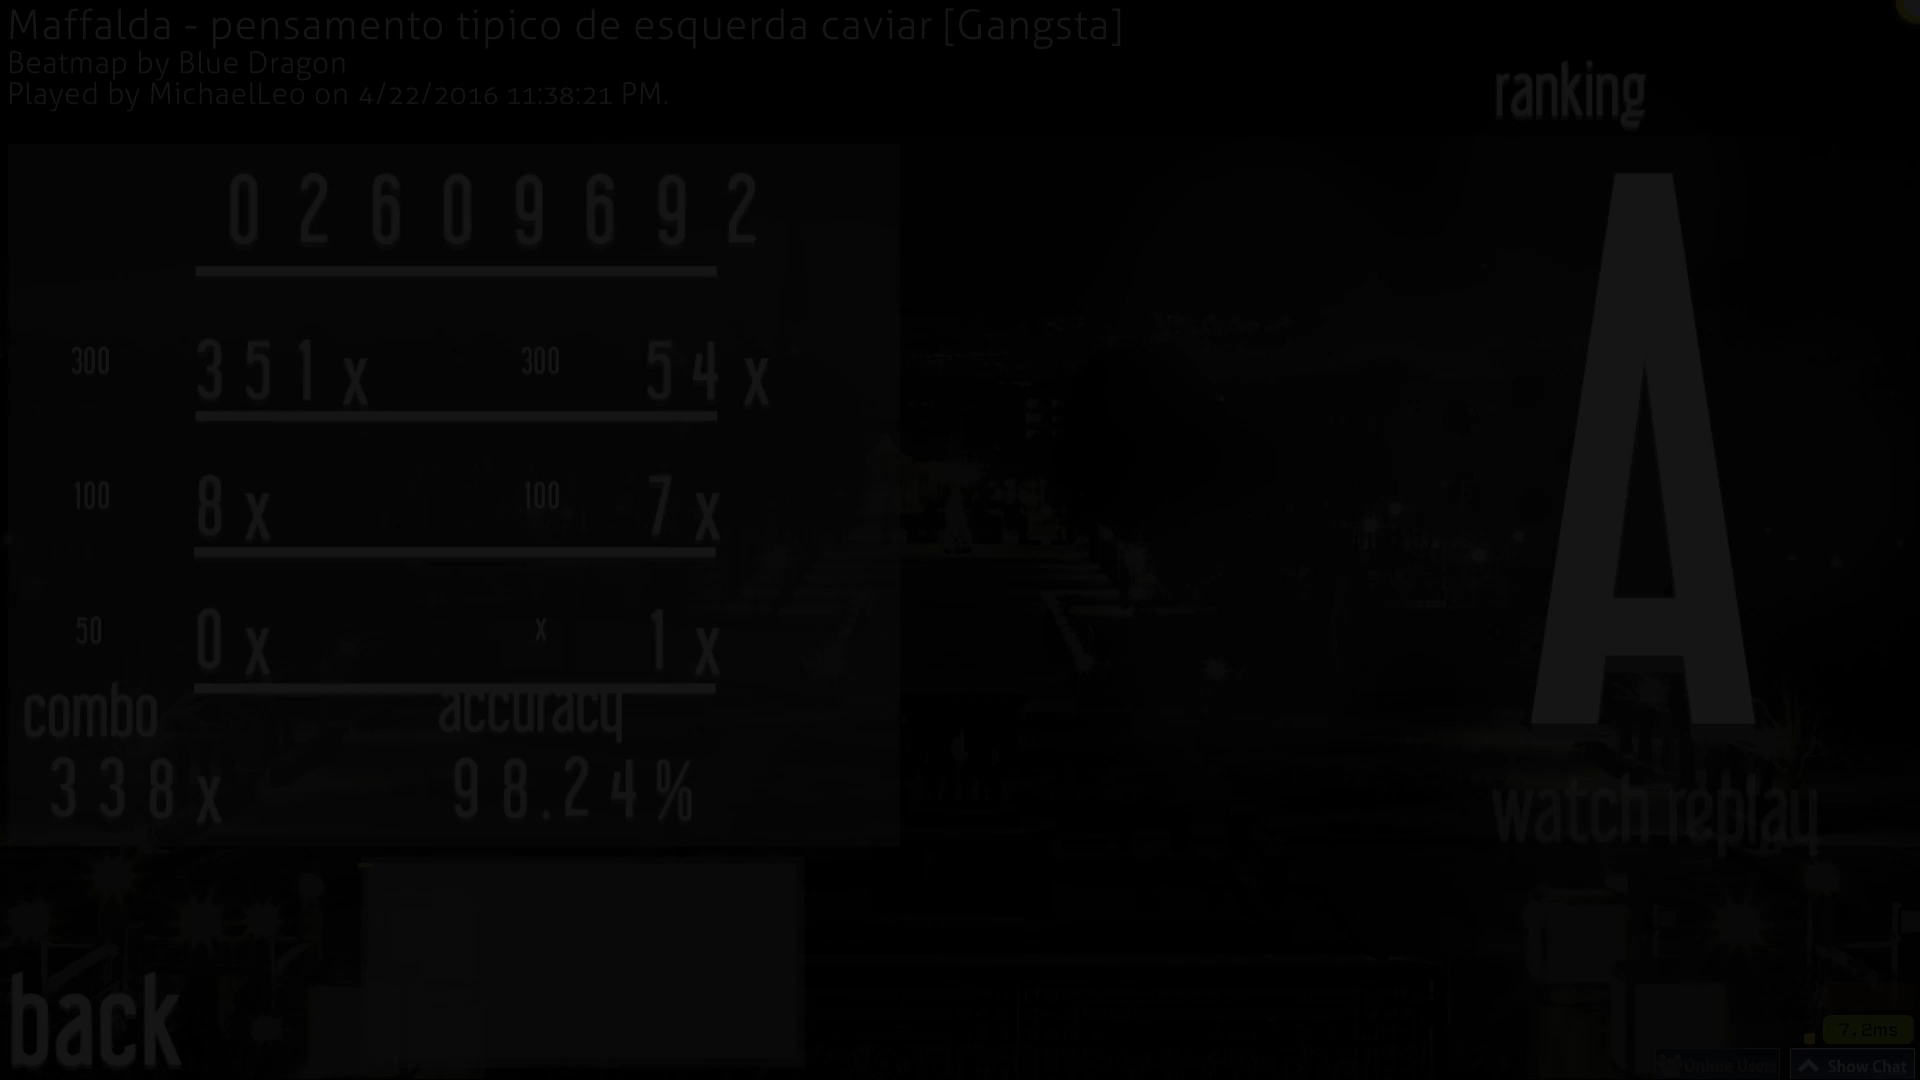 Maffalda - pensamento tipico de esquerda caviar [Gangsta]
Beatmap by Blue Dragon
Played by MichaelLeo on 4/22/2016 11:38:21 PM.
ranking
02609692
300 351x 300 54x
100 8x 100 7x
50 0x x 1x
combo accuracy
338x 98.24%
A
watch replay
back
7.2ms
Online Users Show Chat